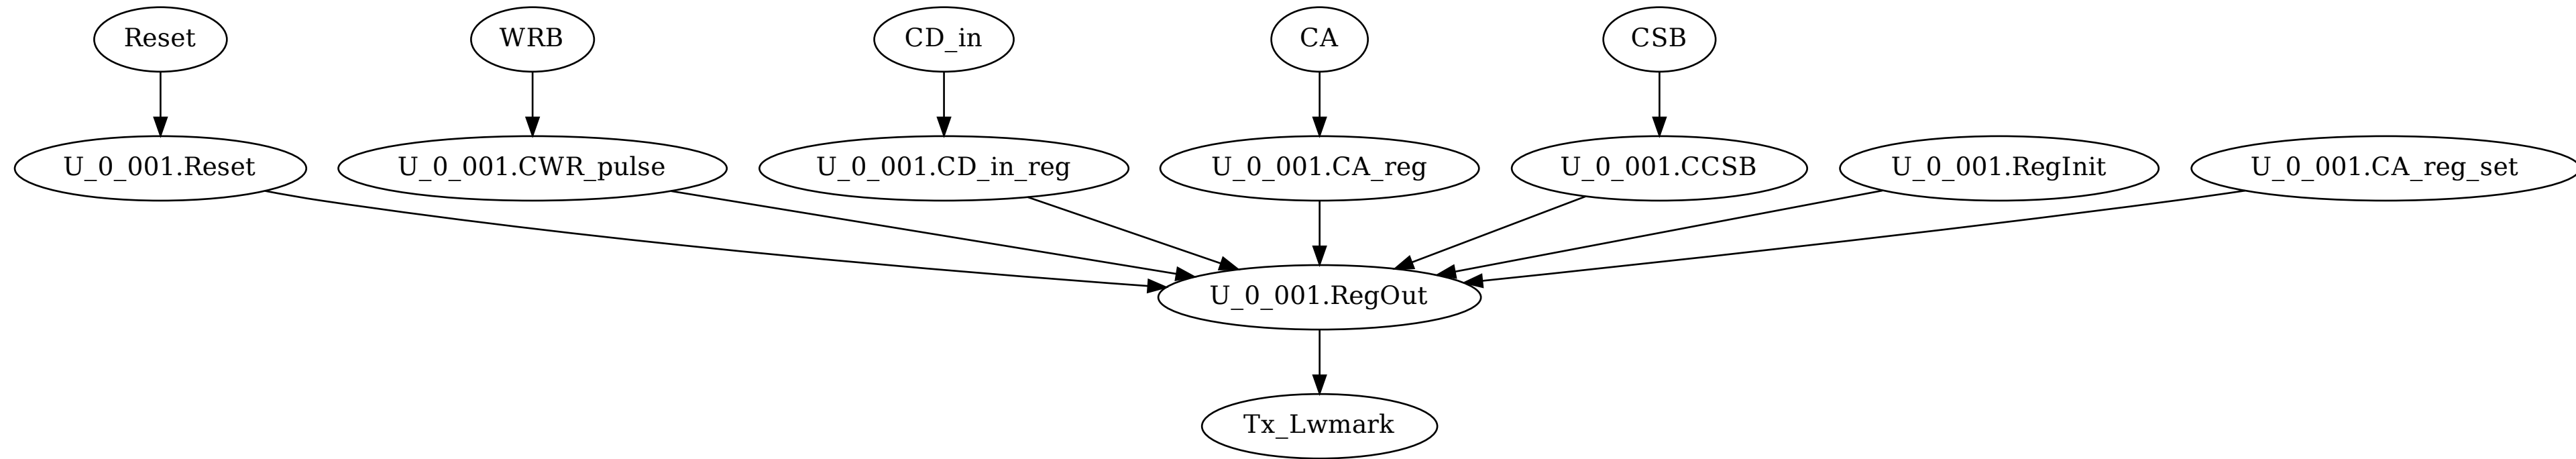 Reset
WRB
CD_in
CA
CSB
U_0_001.Reset
U_0_001.CWR_pulse
U_0_001.CD_in_reg
U_0_001.CA_reg
U_0_001.CCSB
U_0_001.RegInit
U_0_001.CA_reg_set
U_0_001.RegOut
Tx_Lwmark